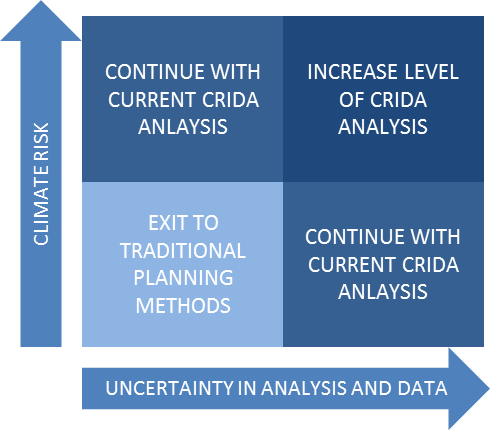 CLIMATE RISK
CONTINUE WITH
CURRENT CRIDA
ANLAYSIS
INCREASE LEVEL
OF CRIDA
ANALYSIS
EXIT TO
TRADITIONAL
PLANNING
METHODS
CONTINUE WITH
CURRENT CRIDA
ANLAYSIS
UNCERTAINTY IN ANALYSIS AND DATA